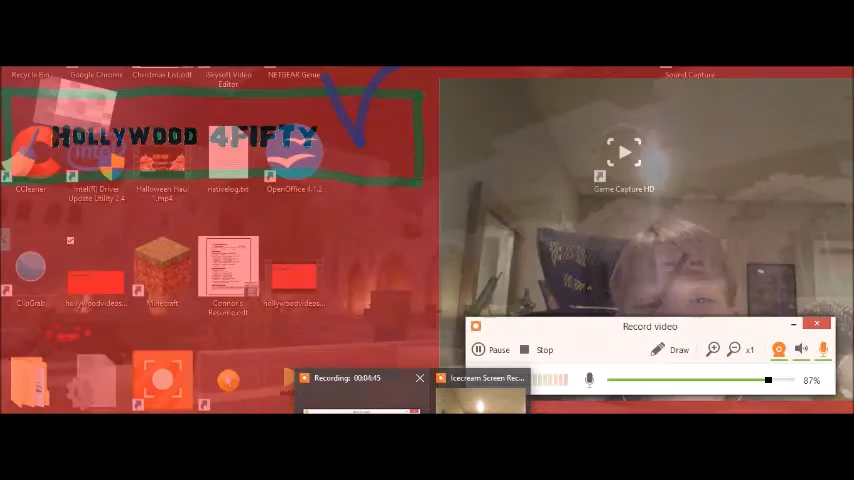 Recycle Bin
Google Chrome
Christmas List.odt
iSkysoft Video
Editor
NETGEAR Genie
Sound Capture
HOLLYWOOD 4FIFTY
CCleaner
Intel(R) Driver
Update Utility 2.4
Halloween Haul
1.mp4
nativelog.txt
OpenOffice 4.1.2
Game Capture HD
ClipGrab
hollywoodvideos...
Minecraft
Connor's
Resume.odt
hollywoodvideos...
Record video
Pause
Stop
Draw
x1
Recording: 00:04:45
Icecream Screen Rec...
87%